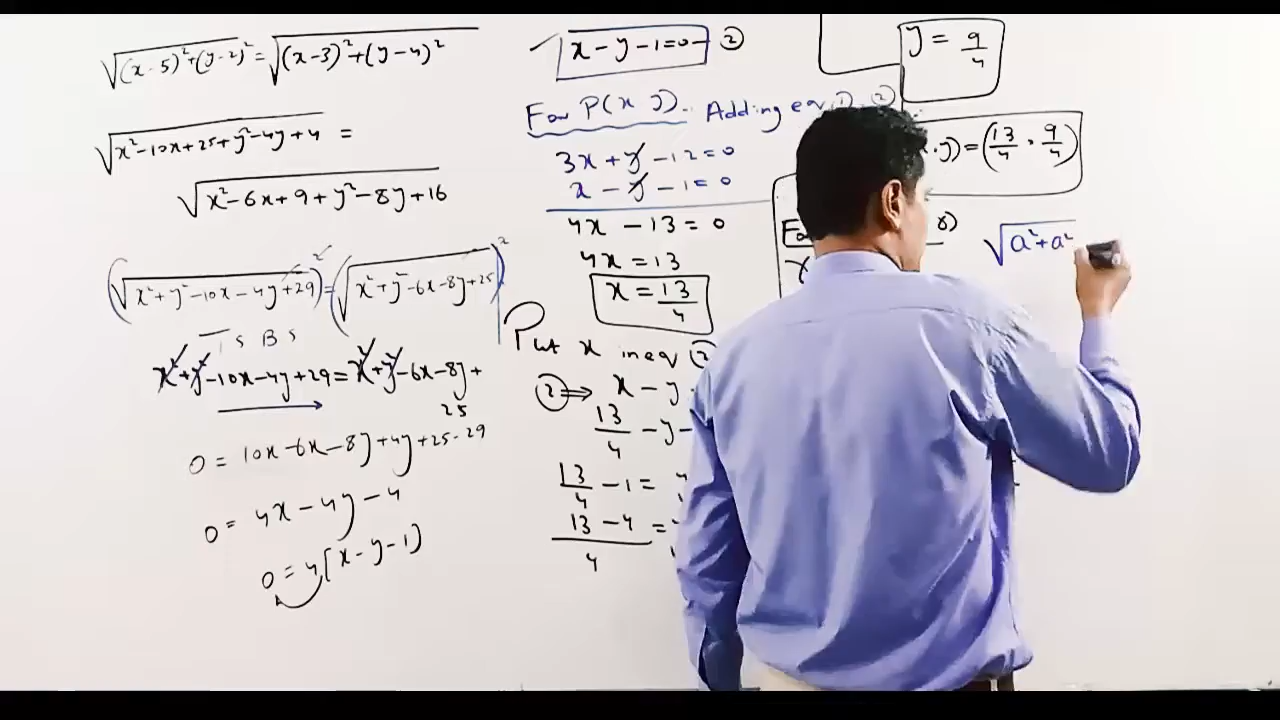 √(x-5)²+(y-2)² = √(x-3)²+(y-4)²
√x²-10x+25+y²-4y+4 =
√x²-6x+9+y²-8y+16
(√x²+y²-10x-4y+29)² = (√x²+y²-6x-8y+25)²
T S B S
x²+y²-10x-4y+29=x²+y²-6x-8y+
25
0 = 10x-6x-8y+4y+25-29
0 = 4x-4y-4
0 = 4(x-y-1)
x-y-1=0 — ②
For P(x y). Adding eq ①, ②
3x+y-12=0
x-y-1=0
4x-13=0
4x=13
x=13/4
Put x in eq ②
②⇒ x-y
13/4 -y-
13/4 -1=
13-4/4 =
y = 9/4
y)=(13/4, 9/4)
√a²+a²